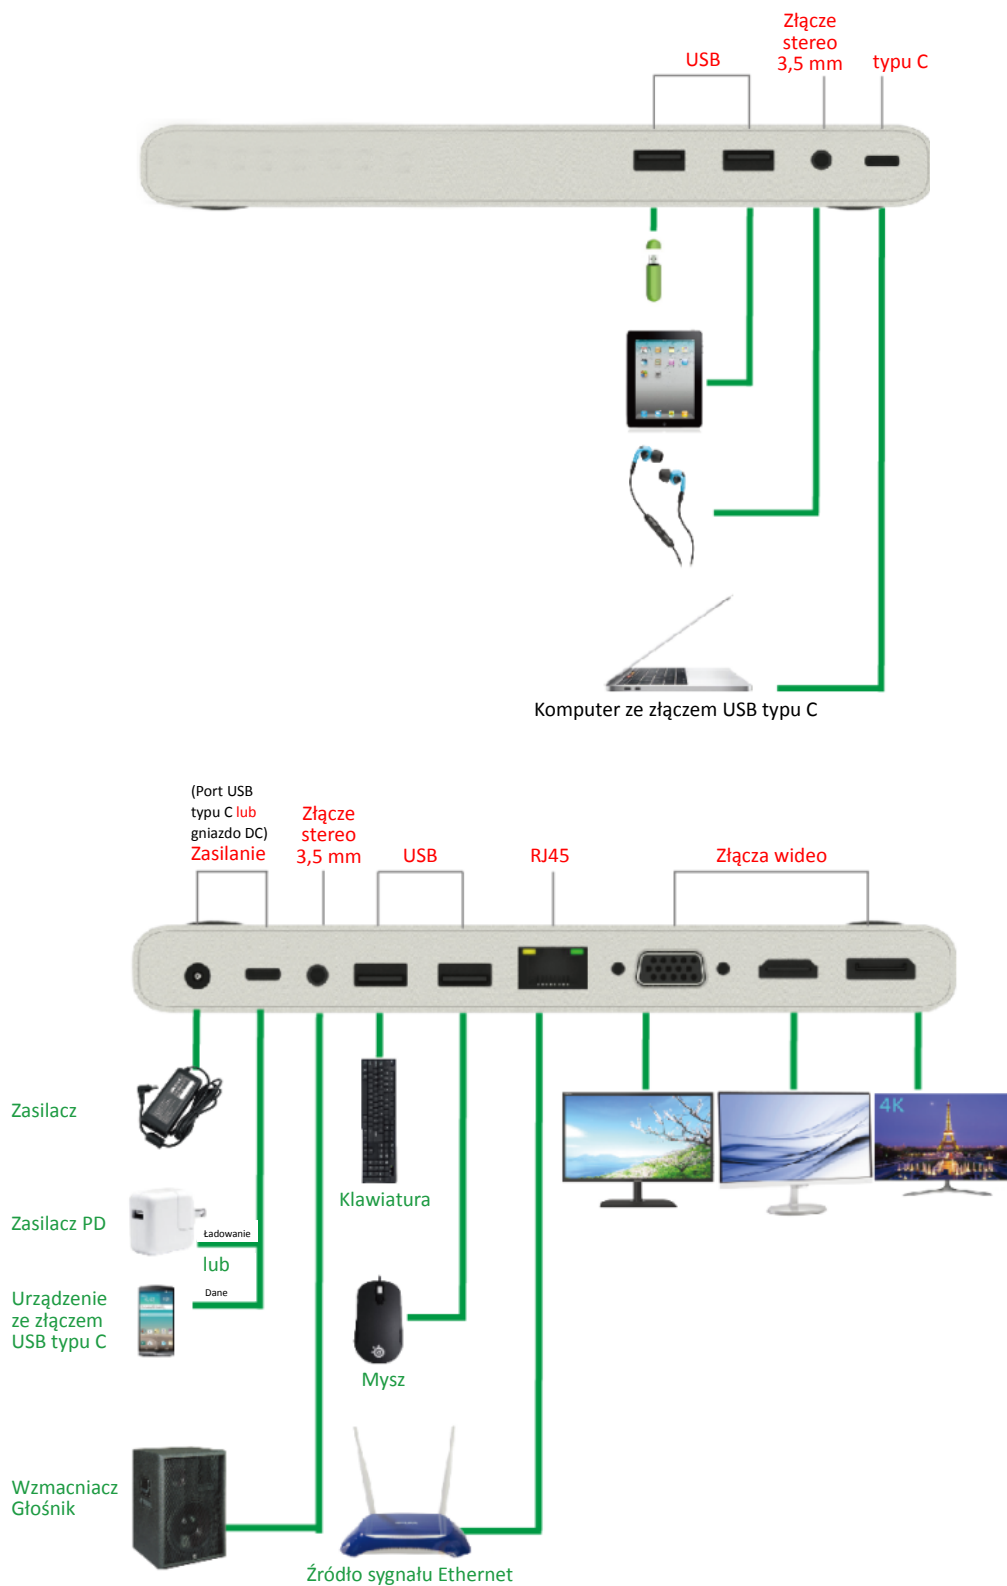 Złącze
stereo
3,5 mm
USB
typu C
Komputer ze złączem USB typu C
(Port USB
typu C lub
gniazdo DC)
Zasilanie
Złącze
stereo
3,5 mm
USB
RJ45
Złącza wideo
Zasilacz
4K
Klawiatura
Zasilacz PD
Ładowanie
lub
Dane
Urządzenie
ze złączem
USB typu C
Mysz
Wzmacniacz
Głośnik
Źródło sygnału Ethernet